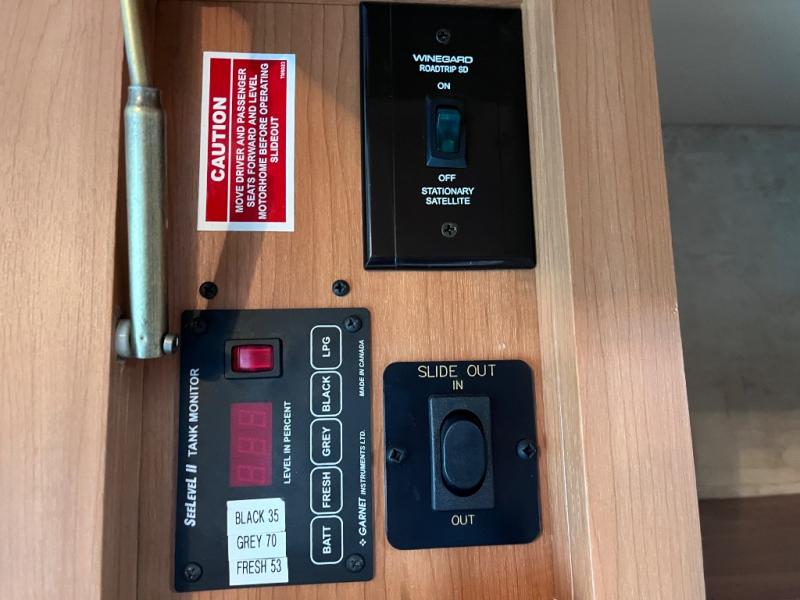 CAUTION
MOVE DRIVER AND PASSENGER
SEATS FORWARD AND LEVEL
MOTORHOME BEFORE OPERATING
SLIDEOUT
TM6023
WINEGARD
ROADTRIP SD
ON
OFF
STATIONARY
SATELLITE
SEELEVEL II TANK MONITOR
LEVEL IN PERCENT
BATT
FRESH
GREY
BLACK
LPG
GARNET INSTRUMENTS LTD.
MADE IN CANADA
BLACK 35
GREY 70
FRESH 53
SLIDE OUT
IN
OUT